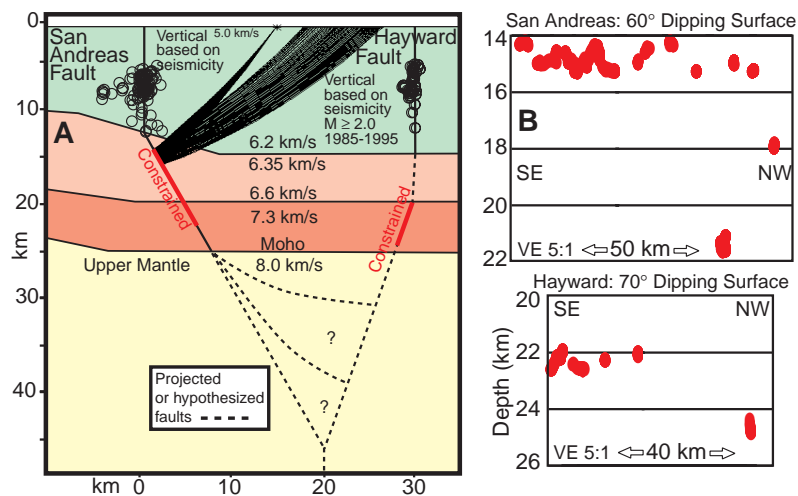 0
10
20
30
40
km
San
Andreas
Fault
Vertical
based on
seismicity
5.0 km/s
Hayward
Fault
Vertical
based on
seismicity
M ≥ 2.0
1985-1995
A
6.2 km/s
6.35 km/s
Constrained
6.6 km/s
7.3 km/s
Constrained
Moho
Upper Mantle
8.0 km/s
?
?
Projected
or hypothesized
faults
km
0
10
20
30
San Andreas: 60° Dipping Surface
14
B
16
18
SE
NW
20
VE 5:1
50 km
22
Hayward: 70° Dipping Surface
20
SE
NW
22
Depth (km)
24
VE 5:1
40 km
26